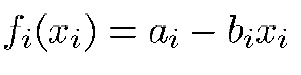 f_i(x_i) = a_i − b_i x_i